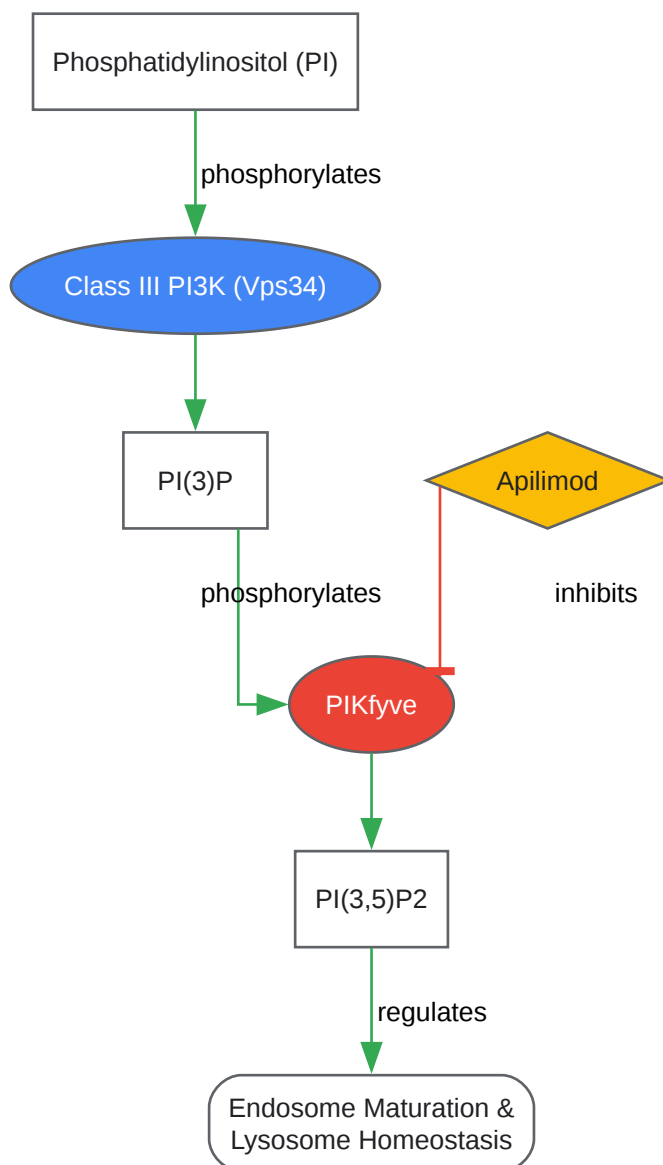 Phosphatidylinositol (PI)
phosphorylates
Class III PI3K (Vps34)
PI(3)P
Apilimod
phosphorylates
inhibits
PIKfyve
PI(3,5)P2
regulates
Endosome Maturation &
Lysosome Homeostasis